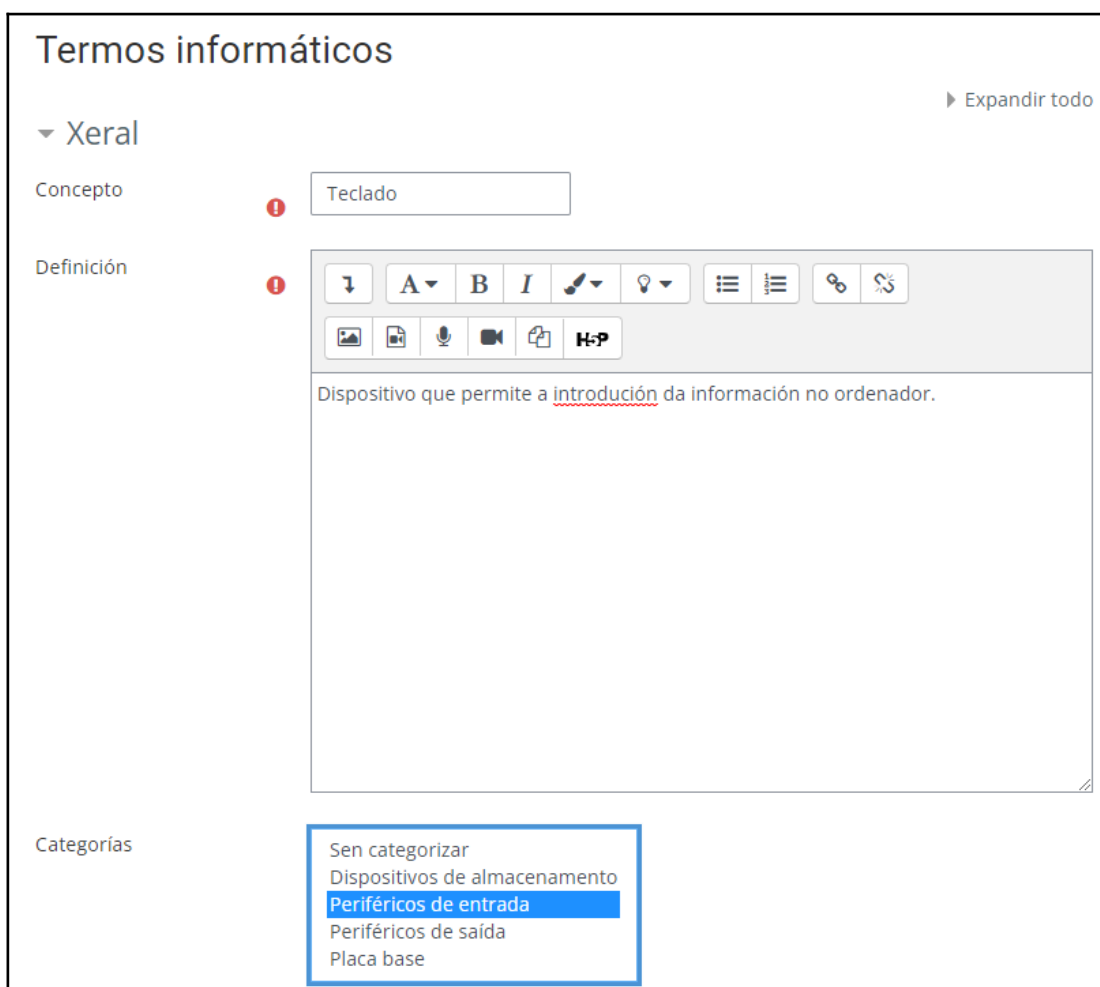 Termos informáticos
Expandir todo
Xeral
Concepto
Teclado
Definición
A B I
H5P
Dispositivo que permite a introdución da información no ordenador.
Categorías
Sen categorizar
Dispositivos de almacenamento
Periféricos de entrada
Periféricos de saída
Placa base